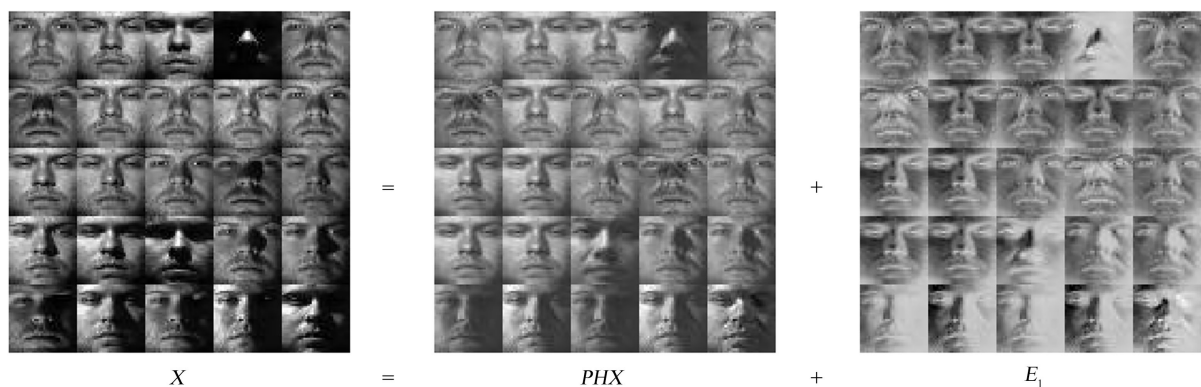 = +
X = PHX + E₁